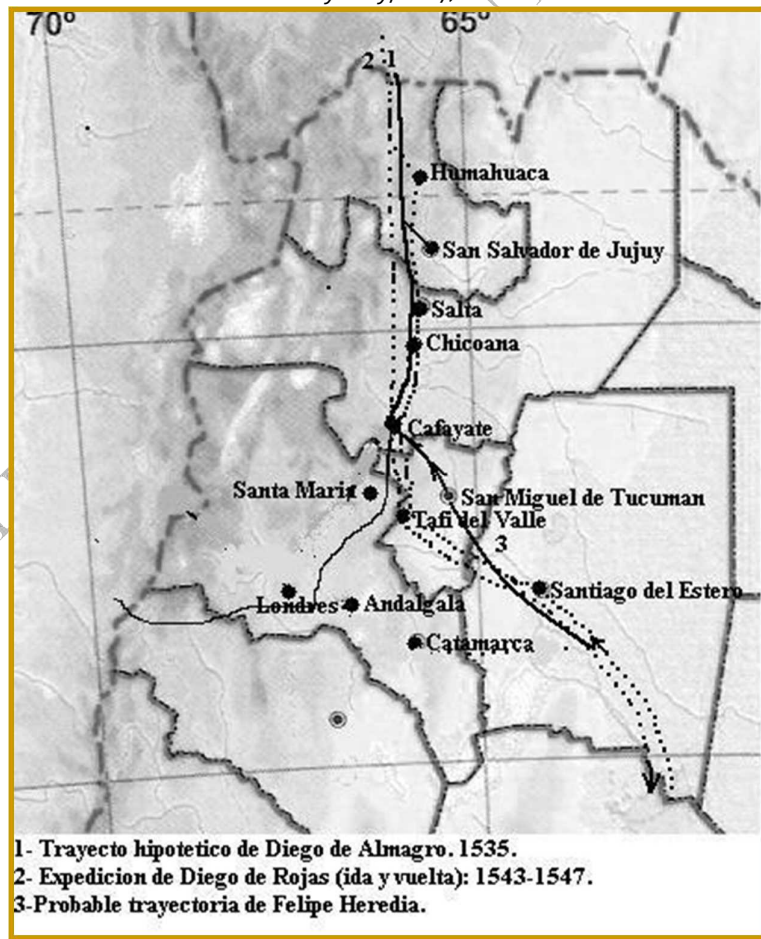 70º 65º
2 1
Humahuaca
San Salvador de Jujuy
Salta
Chicoana
Cafayate
Santa Maria
San Miguel de Tucuman
Tafi del Valle
3
Santiago del Estero
Londres
Andalgala
Catamarca
1- Trayecto hipotetico de Diego de Almagro. 1535.
2- Expedicion de Diego de Rojas (ida y vuelta): 1543-1547.
3-Probable trayectoria de Felipe Heredia.